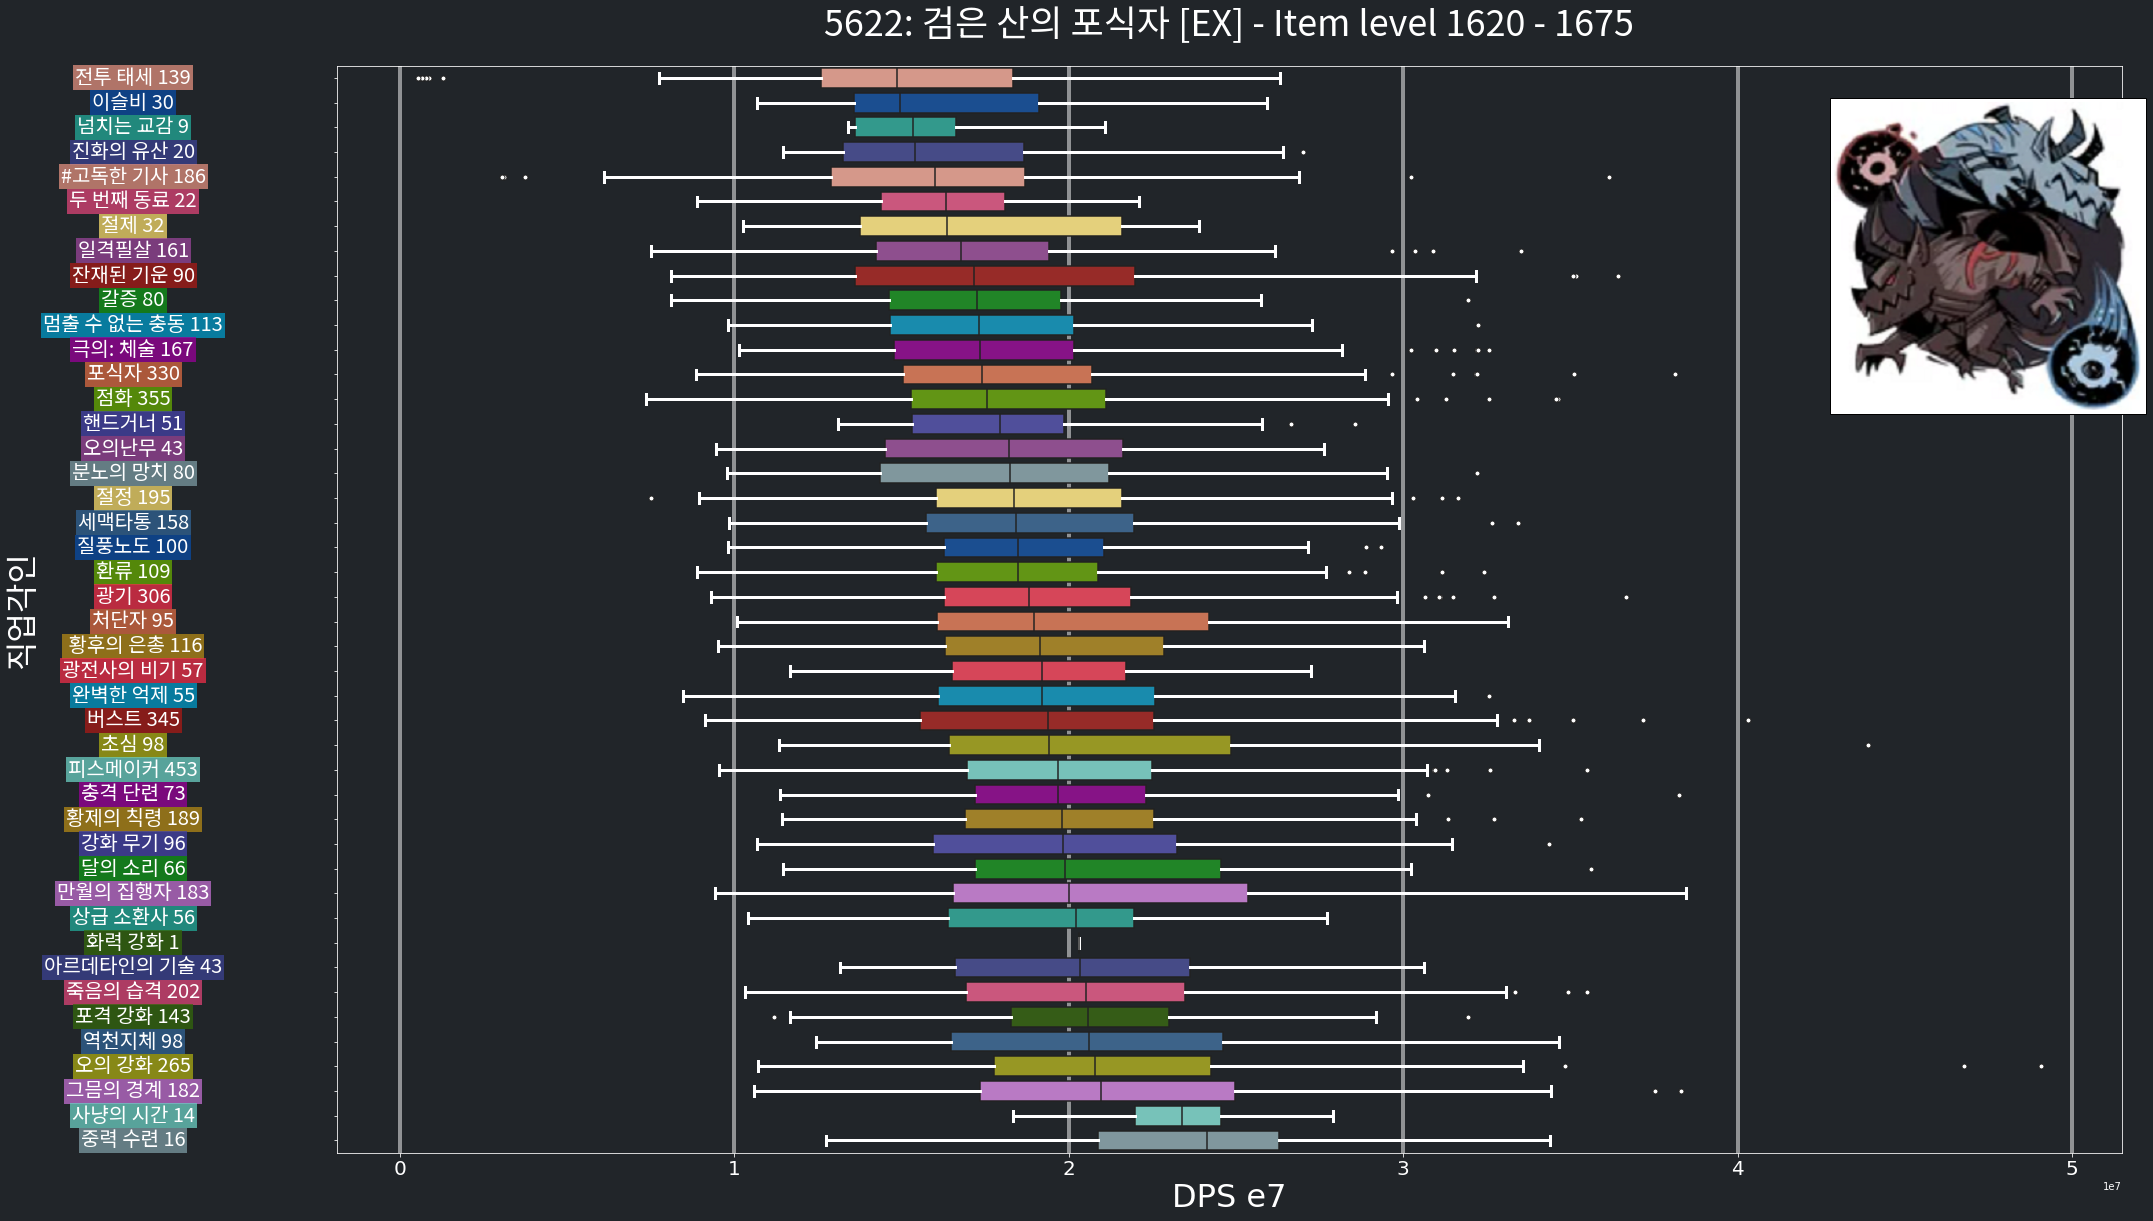 5622: 검은 산의 포식자 [EX] - Item level 1620 - 1675
직업각인
전투 태세 139
이슬비 30
넘치는 교감 9
진화의 유산 20
#고독한 기사 186
두 번째 동료 22
절제 32
일격필살 161
잔재된 기운 90
갈증 80
멈출 수 없는 충동 113
극의: 체술 167
포식자 330
점화 355
핸드거너 51
오의난무 43
분노의 망치 80
절정 195
세맥타통 158
질풍노도 100
환류 109
광기 306
처단자 95
황후의 은총 116
광전사의 비기 57
완벽한 억제 55
버스트 345
초심 98
피스메이커 453
충격 단련 73
황제의 칙령 189
강화 무기 96
달의 소리 66
만월의 집행자 183
상급 소환사 56
화력 강화 1
아르데타인의 기술 43
죽음의 습격 202
포격 강화 143
역천지체 98
오의 강화 265
그믐의 경계 182
사냥의 시간 14
중력 수련 16
0 1 2 3 4 5
1e7
DPS e7